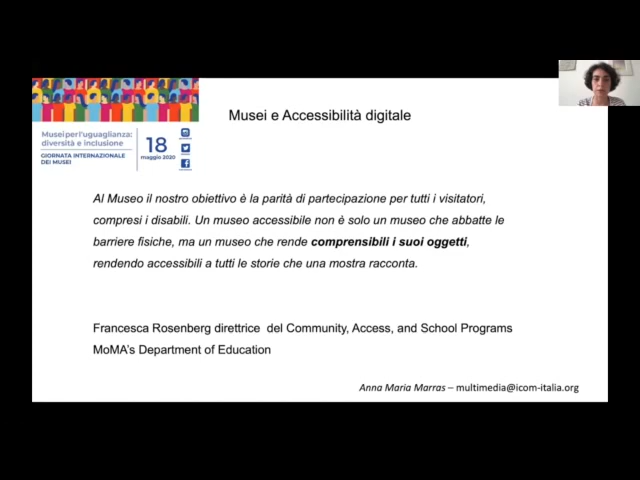 Musei e Accessibilità digitale
Musei per l'uguaglianza:
diversità e inclusione
GIORNATA INTERNAZIONALE
DEI MUSEI
18
maggio 2020
Al Museo il nostro obiettivo è la parità di partecipazione per tutti i visitatori,
compresi i disabili. Un museo accessibile non è solo un museo che abbatte le
barriere fisiche, ma un museo che rende comprensibili i suoi oggetti,
rendendo accessibili a tutti le storie che una mostra racconta.
Francesca Rosenberg direttrice del Community, Access, and School Programs
MoMA's Department of Education
Anna Maria Marras – multimedia@icom-italia.org